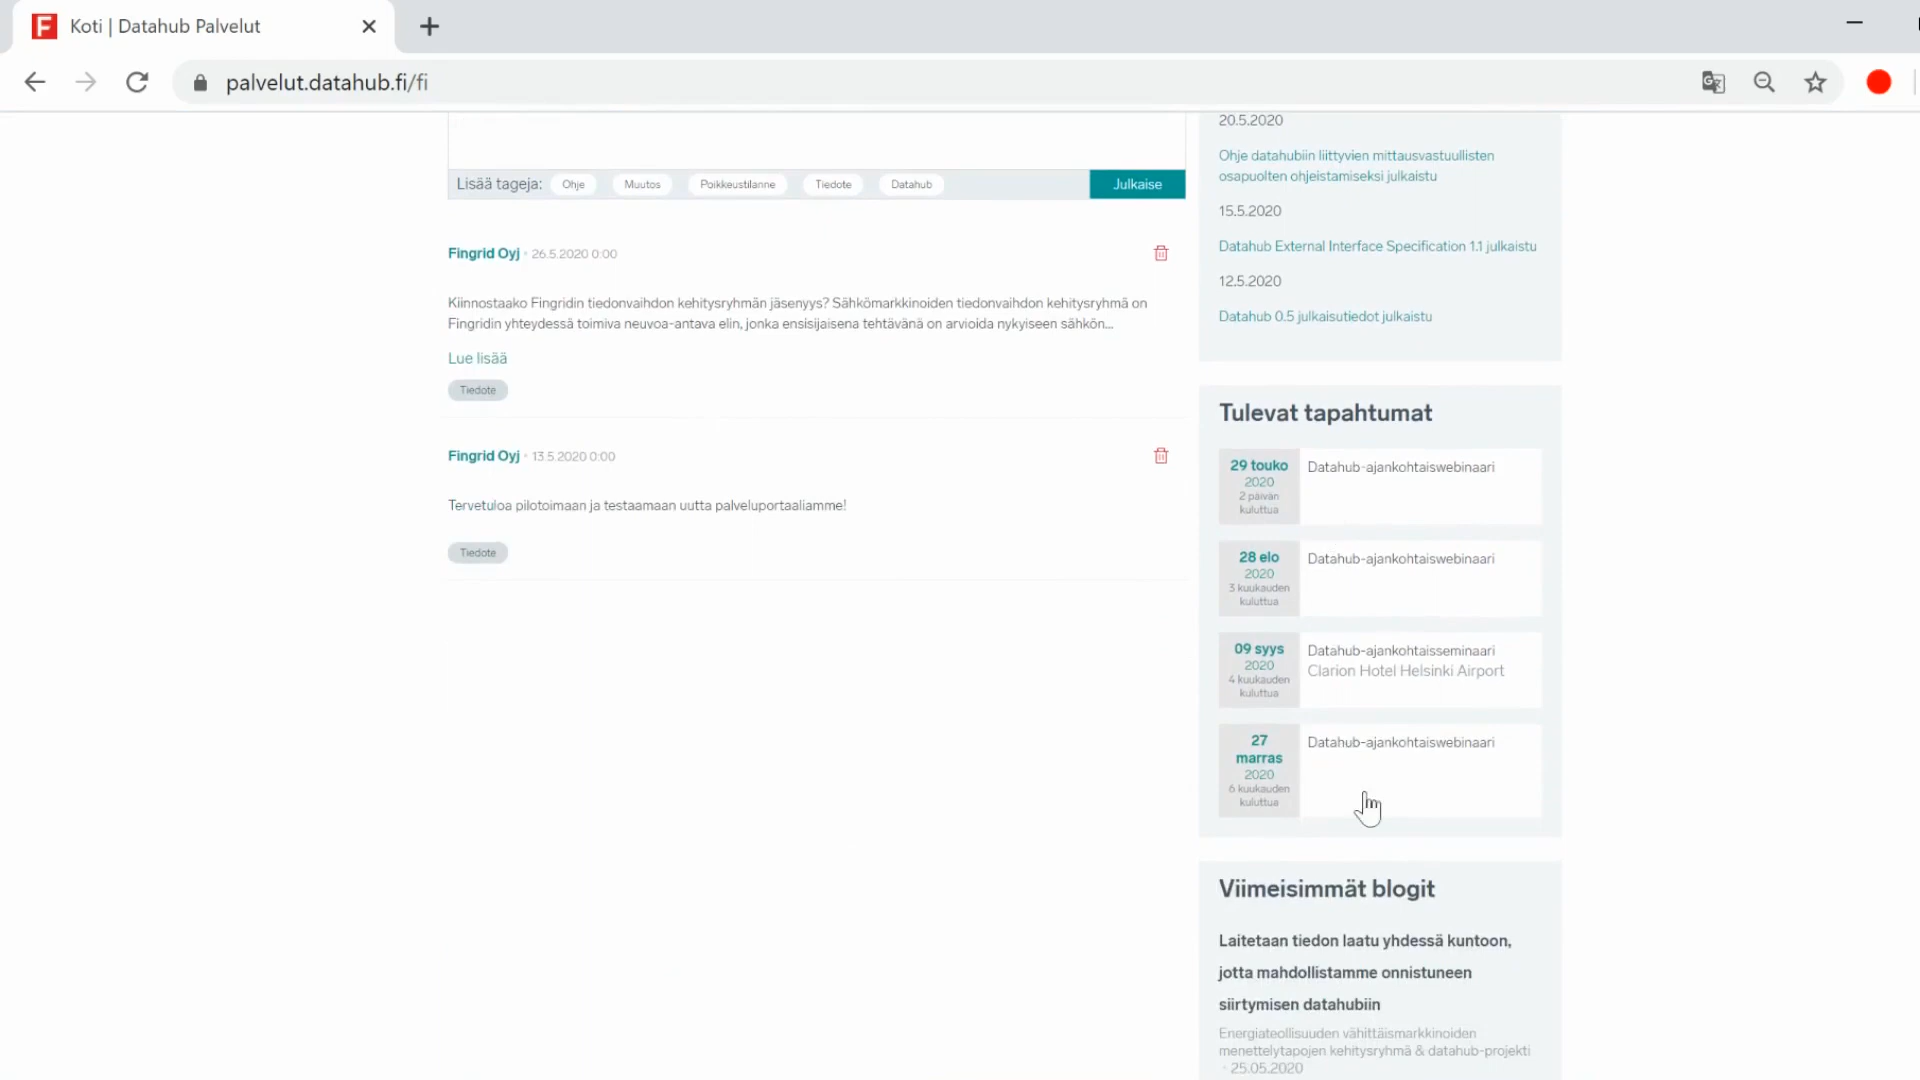 Koti | Datahub Palvelut
palvelut.datahub.fi/fi
Lisää tageja: Ohje Muutos Poikkeustilanne Tiedote Datahub Julkaise
Fingrid Oyj • 26.5.2020 0:00
Kiinnostaako Fingridin tiedonvaihdon kehitysryhmän jäsenyys? Sähkömarkkinoiden tiedonvaihdon kehitysryhmä on
Fingridin yhteydessä toimiva neuvoa-antava elin, jonka ensisijaisena tehtävänä on arvioida nykyiseen sähkön...
Lue lisää
Tiedote
Fingrid Oyj • 13.5.2020 0:00
Tervetuloa pilotoimaan ja testaamaan uutta palveluportaaliamme!
Tiedote
20.5.2020
Ohje datahubiin liittyvien mittausvastuullisten
osapuolten ohjeistamiseksi julkaistu
15.5.2020
Datahub External Interface Specification 1.1 julkaistu
12.5.2020
Datahub 0.5 julkaisutiedot julkaistu
Tulevat tapahtumat
29 touko
2020
2 päivän
kuluttua
Datahub-ajankohtaiswebinaari
28 elo
2020
3 kuukauden
kuluttua
Datahub-ajankohtaiswebinaari
09 syys
2020
4 kuukauden
kuluttua
Datahub-ajankohtaisseminaari
Clarion Hotel Helsinki Airport
27
marras
2020
6 kuukauden
kuluttua
Datahub-ajankohtaiswebinaari
Viimeisimmät blogit
Laitetaan tiedon laatu yhdessä kuntoon,
jotta mahdollistamme onnistuneen
siirtymisen datahubiin
Energiateollisuuden vähittäismarkkinoiden
menettelytapojen kehitysryhmä & datahub-projekti
• 25.05.2020